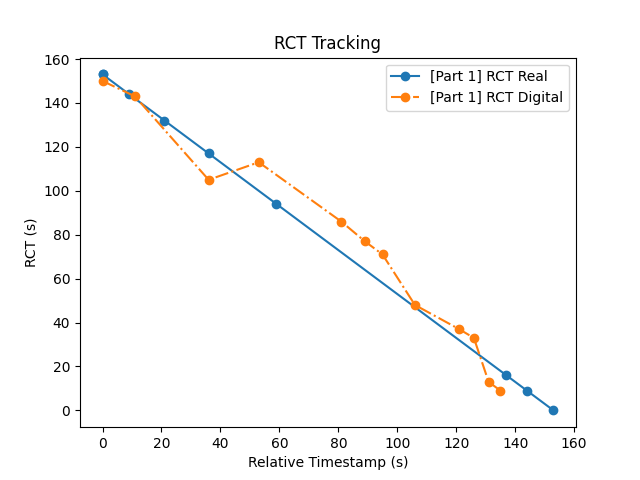 RCT Tracking
[Part 1] RCT Real
[Part 1] RCT Digital
RCT (s)
160
140
120
100
80
60
40
20
0
0 20 40 60 80 100 120 140 160
Relative Timestamp (s)